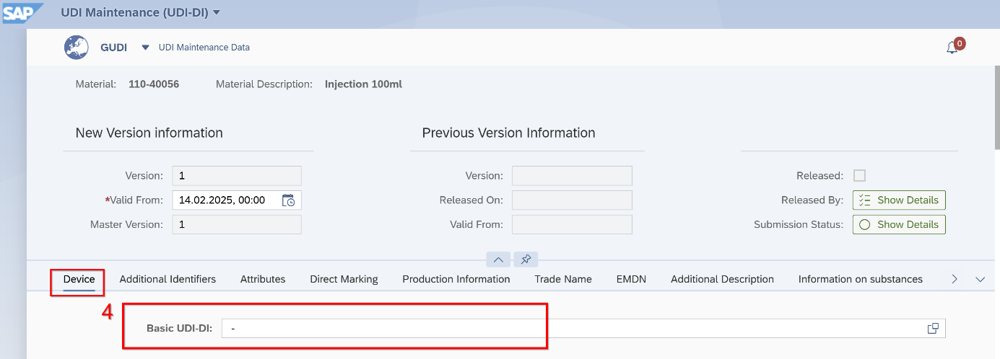 SAP UDI Maintenance (UDI-DI)
GUDI UDI Maintenance Data 0
Material: 110-40056 Material Description: Injection 100ml
New Version information Previous Version Information
Version: 1 Version: Released:
*Valid From: 14.02.2025, 00:00 Released On: Released By: Show Details
Master Version: 1 Valid From: Submission Status: Show Details
Device Additional Identifiers Attributes Direct Marking Production Information Trade Name EMDN Additional Description Information on substances
4
Basic UDI-DI: -